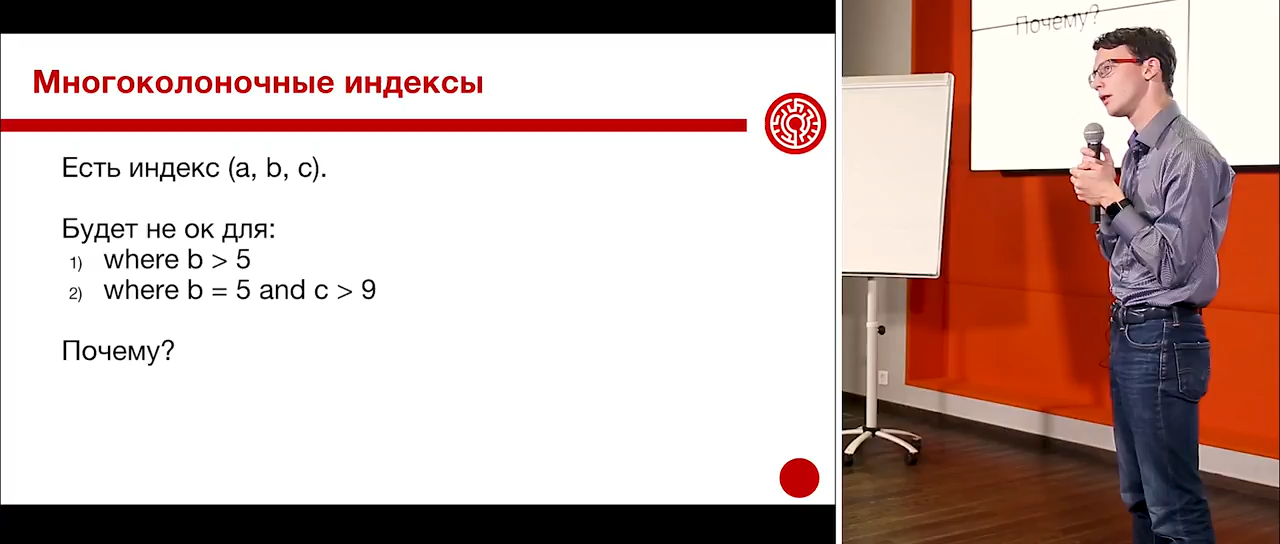 Многоколоночные индексы
Есть индекс (a, b, c).
Будет не ок для:
1) where b > 5
2) where b = 5 and c > 9
Почему?
Почему?